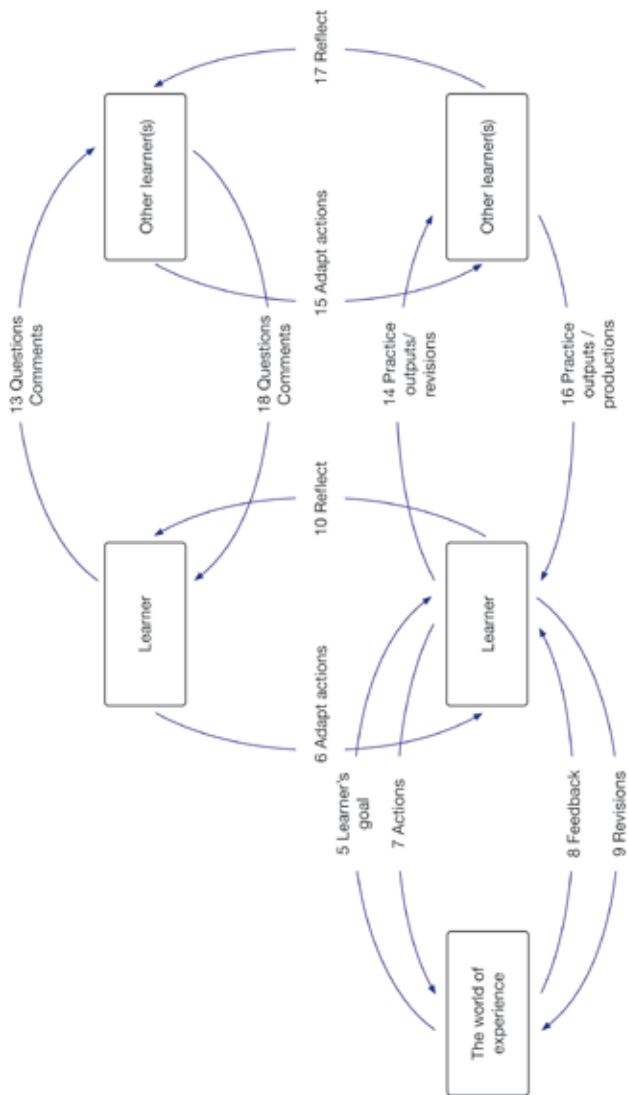 Learner
13 Questions
Comments
Other learner(s)
18 Questions
Comments
6 Adapt actions
10 Reflect
15 Adapt actions
17 Reflect
The world of
experience
5 Learner's
goal
7 Actions
8 Feedback
9 Revisions
Learner
14 Practice
outputs/
revisions
16 Practice
outputs /
productions
Other learner(s)